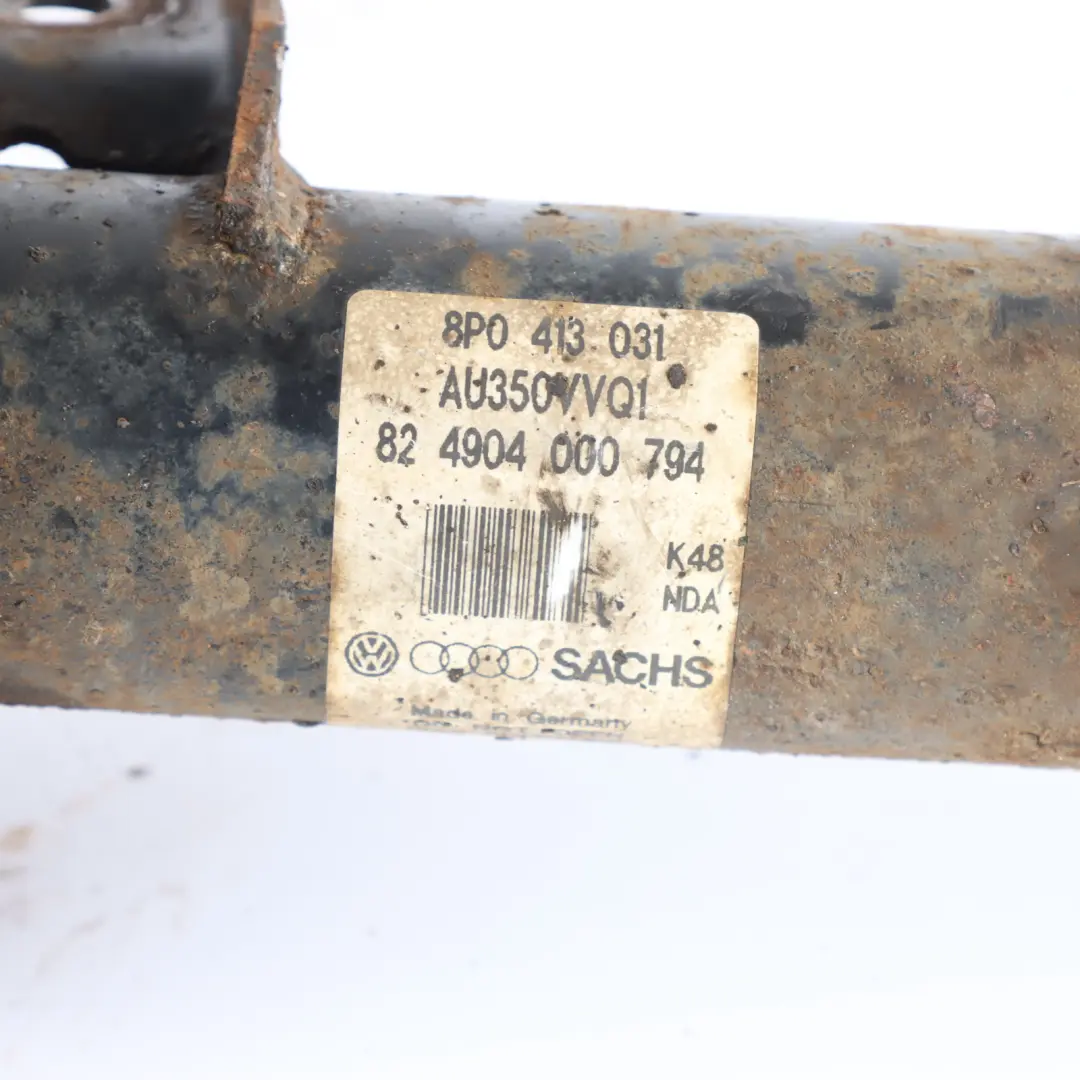 8P0 413 031
AU350VVQ1
82 4904 000 794
K48
NDA
SACHS
Made in Germany